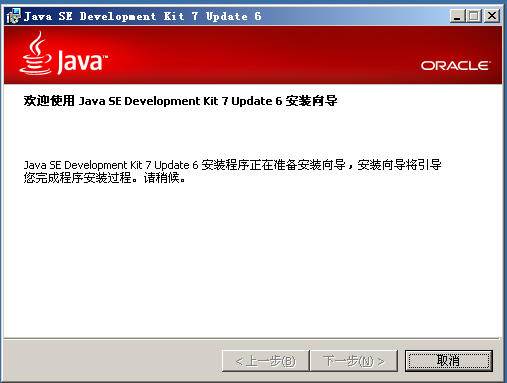 Java SE Development Kit 7 Update 6
Java™
ORACLE®
欢迎使用 Java SE Development Kit 7 Update 6 安装向导
Java SE Development Kit 7 Update 6 安装程序正在准备安装向导，安装向导将引导
您完成程序安装过程。请稍候。
< 上一步(B)
下一步(N) >
取消